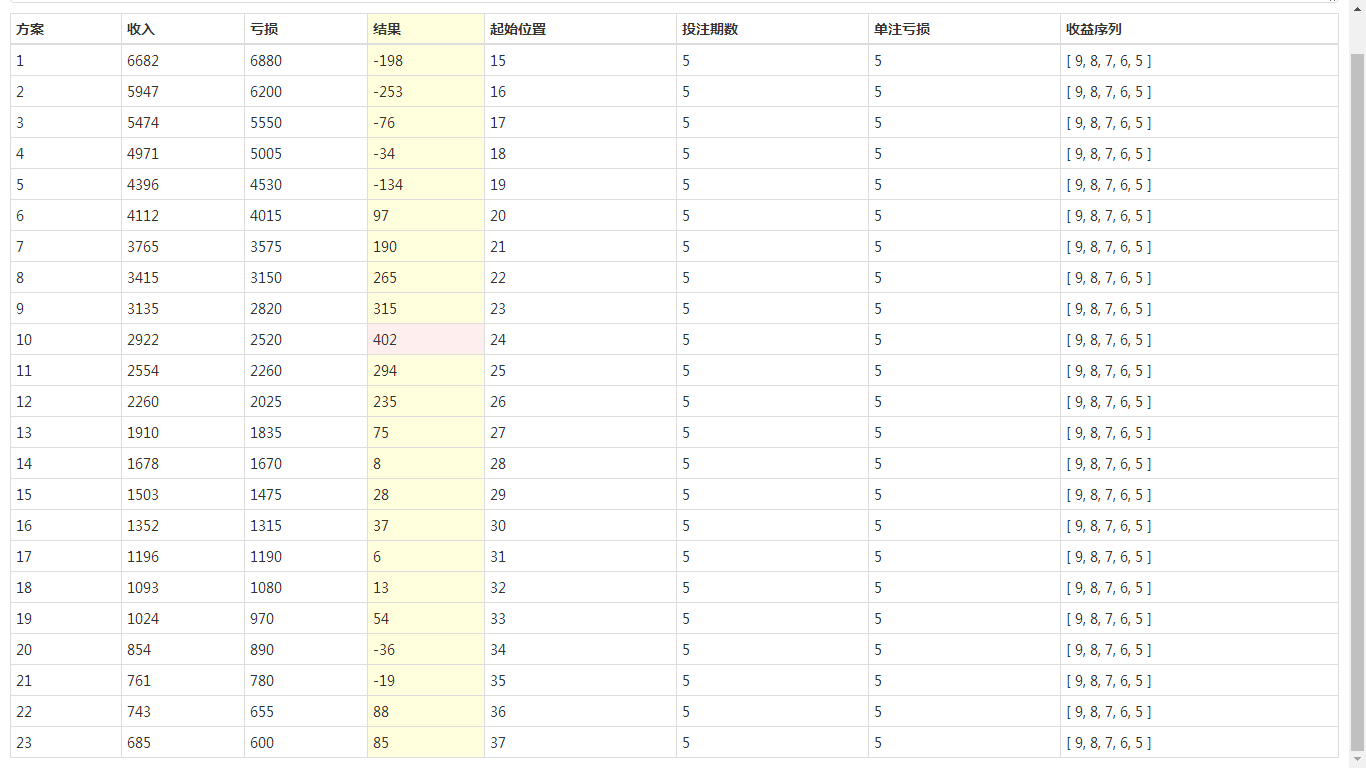 方案 收入 亏损 结果 起始位置 投注期数 单注亏损 收益序列
1 6682 6880 -198 15 5 5 [ 9, 8, 7, 6, 5 ]
2 5947 6200 -253 16 5 5 [ 9, 8, 7, 6, 5 ]
3 5474 5550 -76 17 5 5 [ 9, 8, 7, 6, 5 ]
4 4971 5005 -34 18 5 5 [ 9, 8, 7, 6, 5 ]
5 4396 4530 -134 19 5 5 [ 9, 8, 7, 6, 5 ]
6 4112 4015 97 20 5 5 [ 9, 8, 7, 6, 5 ]
7 3765 3575 190 21 5 5 [ 9, 8, 7, 6, 5 ]
8 3415 3150 265 22 5 5 [ 9, 8, 7, 6, 5 ]
9 3135 2820 315 23 5 5 [ 9, 8, 7, 6, 5 ]
10 2922 2520 402 24 5 5 [ 9, 8, 7, 6, 5 ]
11 2554 2260 294 25 5 5 [ 9, 8, 7, 6, 5 ]
12 2260 2025 235 26 5 5 [ 9, 8, 7, 6, 5 ]
13 1910 1835 75 27 5 5 [ 9, 8, 7, 6, 5 ]
14 1678 1670 8 28 5 5 [ 9, 8, 7, 6, 5 ]
15 1503 1475 28 29 5 5 [ 9, 8, 7, 6, 5 ]
16 1352 1315 37 30 5 5 [ 9, 8, 7, 6, 5 ]
17 1196 1190 6 31 5 5 [ 9, 8, 7, 6, 5 ]
18 1093 1080 13 32 5 5 [ 9, 8, 7, 6, 5 ]
19 1024 970 54 33 5 5 [ 9, 8, 7, 6, 5 ]
20 854 890 -36 34 5 5 [ 9, 8, 7, 6, 5 ]
21 761 780 -19 35 5 5 [ 9, 8, 7, 6, 5 ]
22 743 655 88 36 5 5 [ 9, 8, 7, 6, 5 ]
23 685 600 85 37 5 5 [ 9, 8, 7, 6, 5 ]